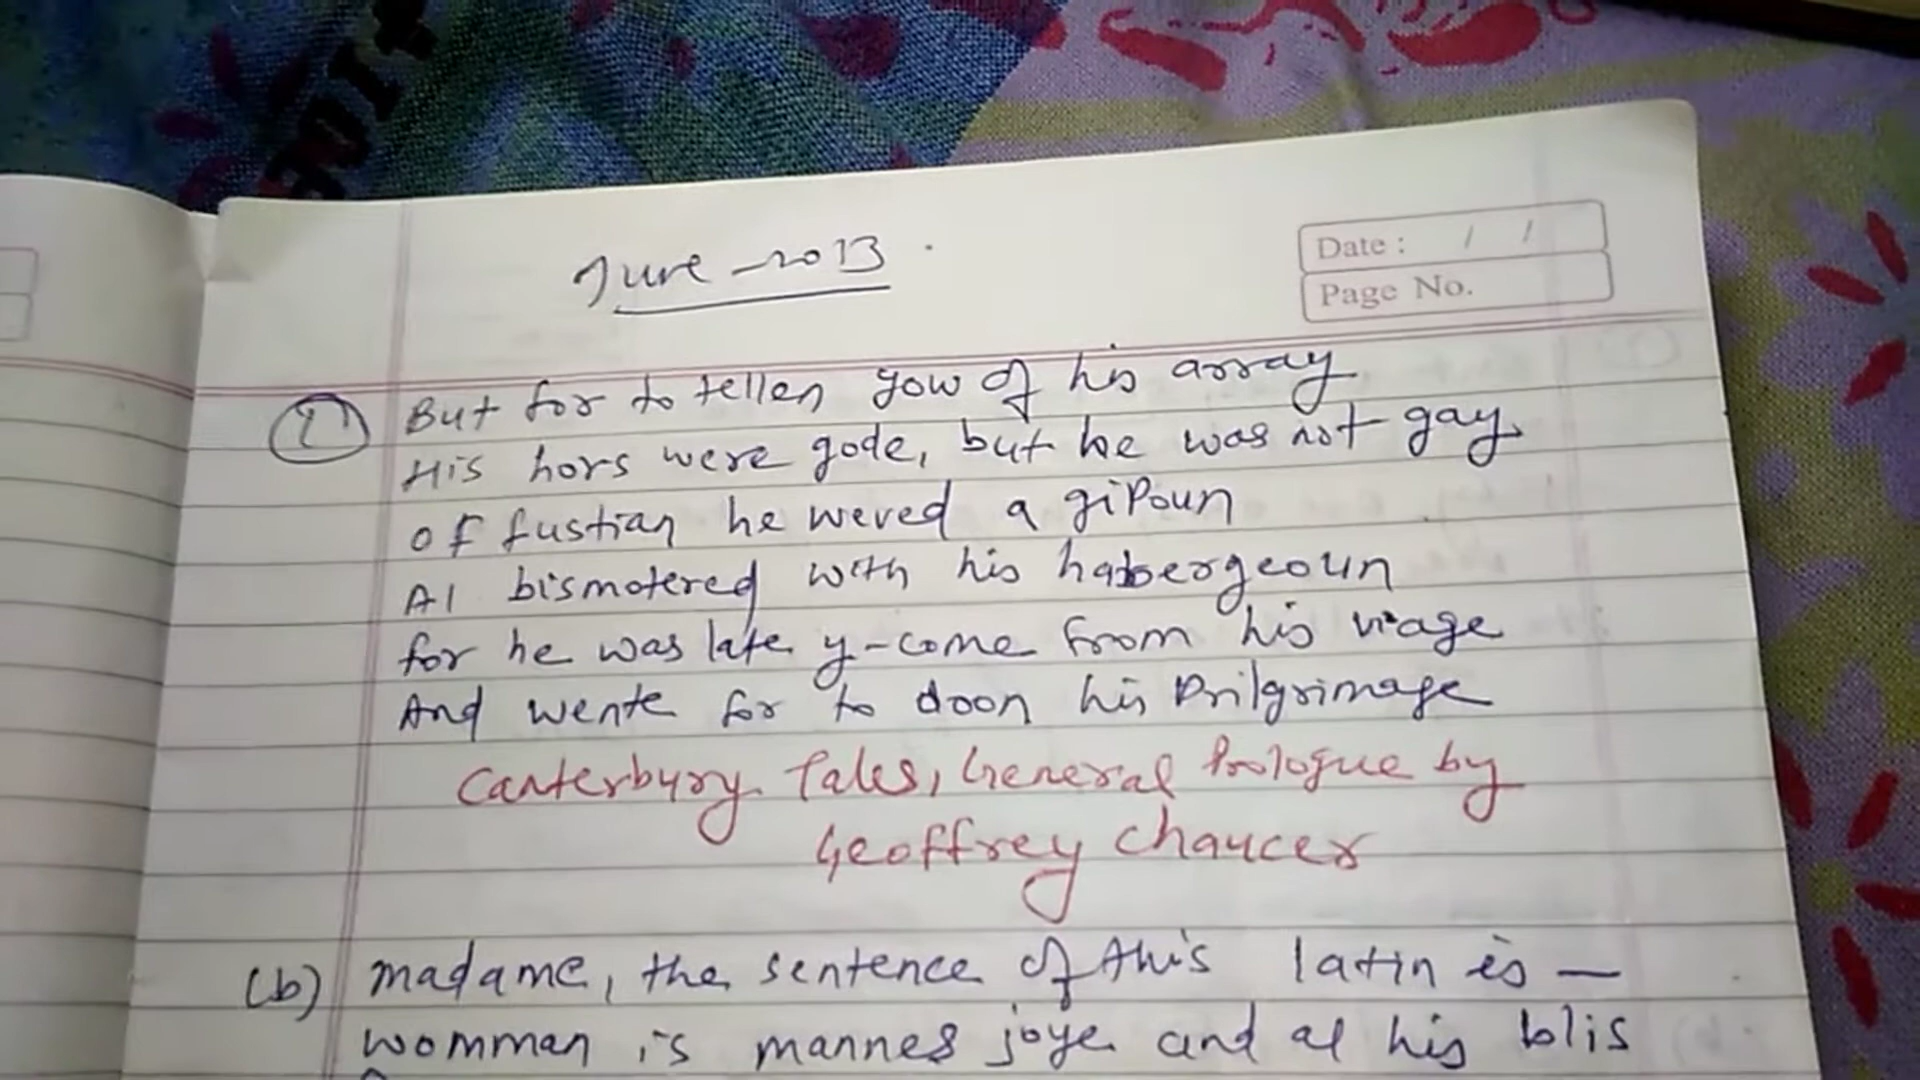 June - 2013.
Date :    /    /
Page No.
1 But for to tellen yow of his array
His hors were gode, but he was not gay
Of fustian he wered a gipoun
Al bismotered with his habergeoun
for he was late y-come from his viage
And wente for to doon his Prilgrimage
Canterbury Tales, General Prologue by
Geoffrey Chaucer
(b) madame, the sentence of this latin is —
womman is mannes joye and al his blis